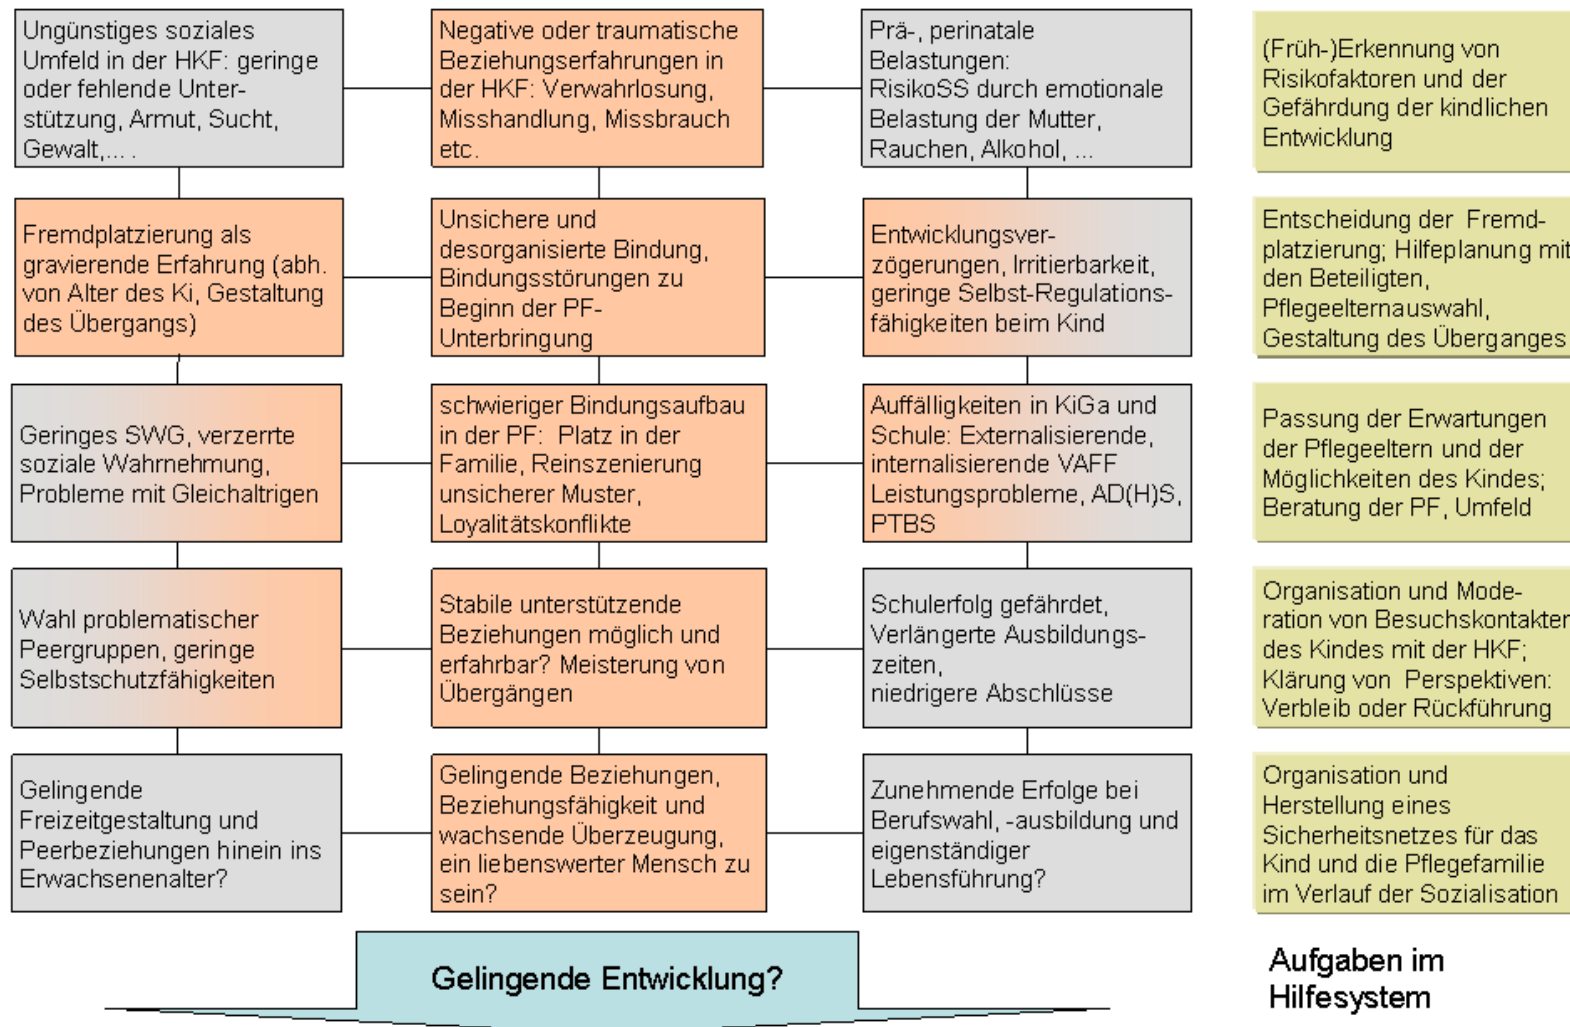 Ungünstiges soziales
Umfeld in der HKF: geringe
oder fehlende Unter-
stützung, Armut, Sucht,
Gewalt,... .
Negative oder traumatische
Beziehungserfahrungen in
der HKF: Verwahrlosung,
Misshandlung, Missbrauch
etc.
Prä-, perinatale
Belastungen:
RisikoSS durch emotionale
Belastung der Mutter,
Rauchen, Alkohol, ...
(Früh-)Erkennung von
Risikofaktoren und der
Gefährdung der kindlichen
Entwicklung
Fremdplatzierung als
gravierende Erfahrung (abh.
von Alter des Ki, Gestaltung
des Übergangs)
Unsichere und
desorganisierte Bindung,
Bindungsstörungen zu
Beginn der PF-
Unterbringung
Entwicklungsver-
zögerungen, Irritierbarkeit,
geringe Selbst-Regulations-
fähigkeiten beim Kind
Entscheidung der Fremd-
platzierung; Hilfeplanung mit
den Beteiligten,
Pflegeelternauswahl,
Gestaltung des Überganges
Geringes SWG, verzerrte
soziale Wahrnehmung,
Probleme mit Gleichaltrigen
schwieriger Bindungsaufbau
in der PF: Platz in der
Familie, Reinszenierung
unsicherer Muster,
Loyalitätskonflikte
Auffälligkeiten in KiGa und
Schule: Externalisierende,
internalisierende VAFF
Leistungsprobleme, AD(H)S,
PTBS
Passung der Erwartungen
der Pflegeeltern und der
Möglichkeiten des Kindes;
Beratung der PF, Umfeld
Wahl problematischer
Peergruppen, geringe
Selbstschutzfähigkeiten
Stabile unterstützende
Beziehungen möglich und
erfahrbar? Meisterung von
Übergängen
Schulerfolg gefährdet,
Verlängerte Ausbildungs-
zeiten,
niedrigere Abschlüsse
Organisation und Mode-
ration von Besuchskontakten
des Kindes mit der HKF;
Klärung von Perspektiven:
Verbleib oder Rückführung
Gelingende
Freizeitgestaltung und
Peerbeziehungen hinein ins
Erwachsenenalter?
Gelingende Beziehungen,
Beziehungsfähigkeit und
wachsende Überzeugung,
ein liebenswerter Mensch zu
sein?
Zunehmende Erfolge bei
Berufswahl, -ausbildung und
eigenständiger
Lebensführung?
Organisation und
Herstellung eines
Sicherheitsnetzes für das
Kind und die Pflegefamilie
im Verlauf der Sozialisation
Gelingende Entwicklung?
Aufgaben im
Hilfesystem